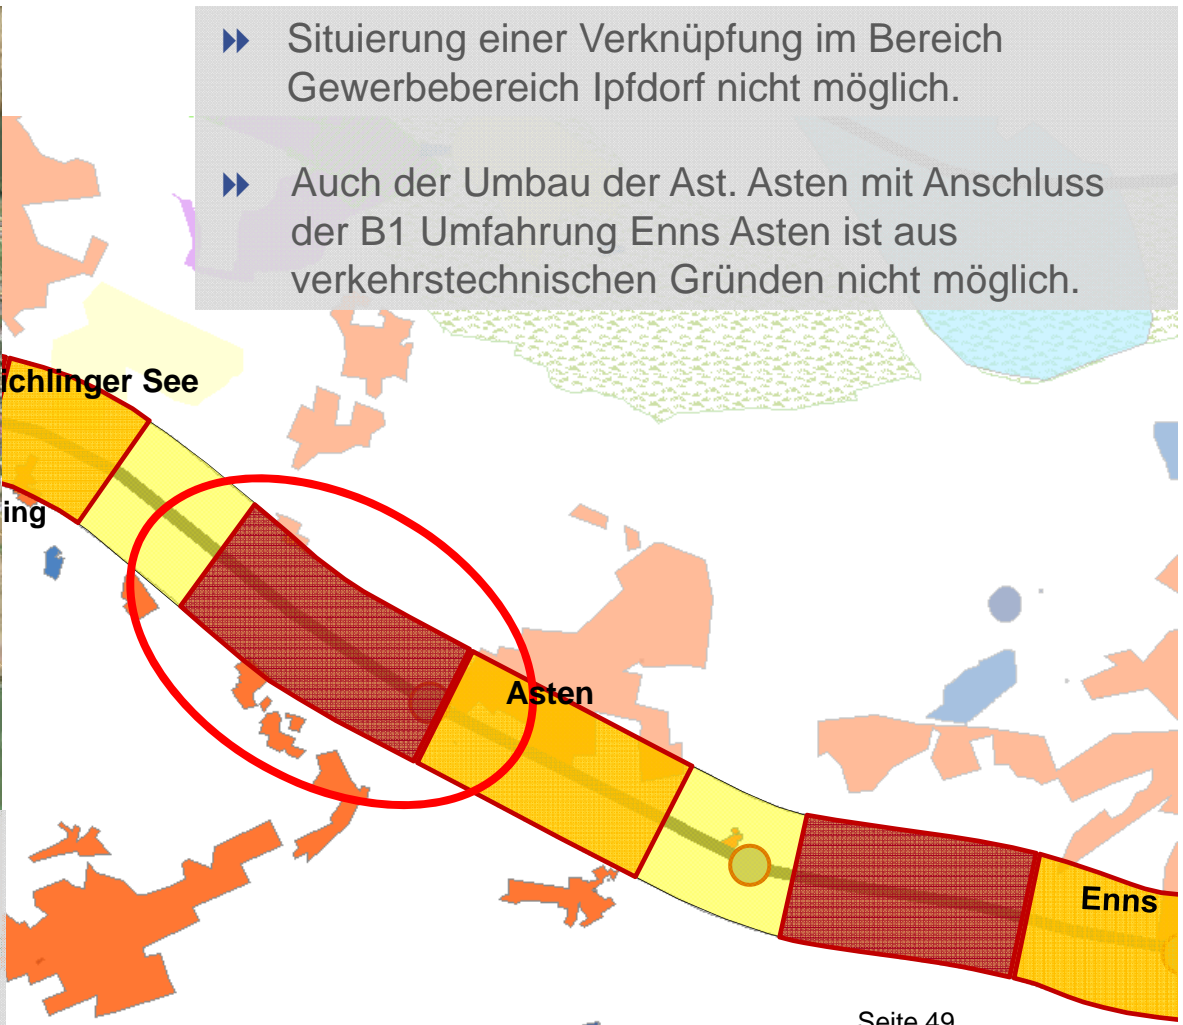 Situierung einer Verknüpfung im Bereich
Gewerbebereich Ipfdorf nicht möglich.
Auch der Umbau der Ast. Asten mit Anschluss
der B1 Umfahrung Enns Asten ist aus
verkehrstechnischen Gründen nicht möglich.
ichlinger See
ing
Asten
Enns
Seite 49